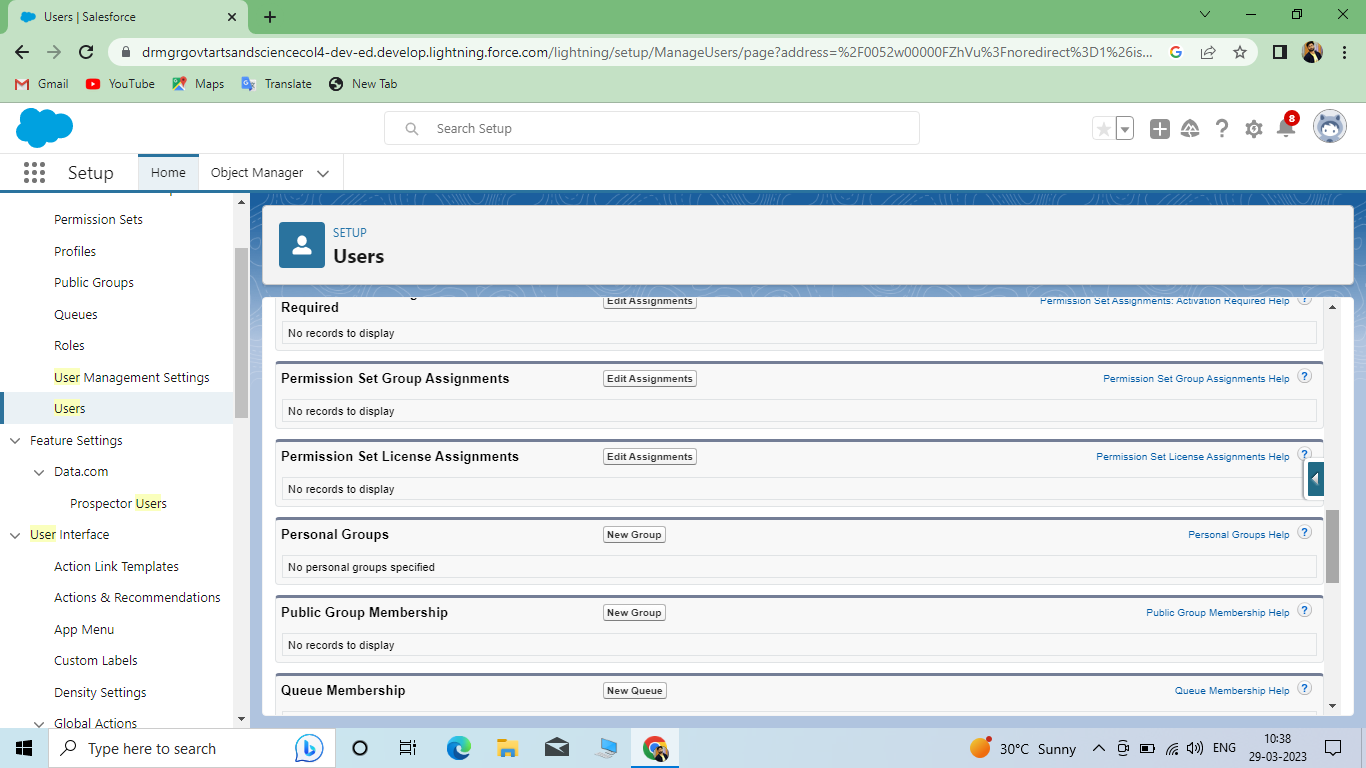 Users | Salesforce
drmgrgovtartsandsciencecol4-dev-ed.develop.lightning.force.com/lightning/setup/ManageUsers/page?address=%2F0052w00000FZhVu%3Fnoredirect%3D1%26is...
Gmail
YouTube
Maps
Translate
New Tab
Search Setup
8
Setup
Home
Object Manager
Permission Sets
Profiles
Public Groups
Queues
Roles
User Management Settings
Users
Feature Settings
Data.com
Prospector Users
User Interface
Action Link Templates
Actions & Recommendations
App Menu
Custom Labels
Density Settings
Global Actions
SETUP
Users
Required
Edit Assignments
Permission Set Assignments: Activation Required Help ?
No records to display
Permission Set Group Assignments
Edit Assignments
Permission Set Group Assignments Help ?
No records to display
Permission Set License Assignments
Edit Assignments
Permission Set License Assignments Help ?
No records to display
Personal Groups
New Group
Personal Groups Help ?
No personal groups specified
Public Group Membership
New Group
Public Group Membership Help ?
No records to display
Queue Membership
New Queue
Queue Membership Help ?
Type here to search
30°C Sunny
ENG
10:38
29-03-2023